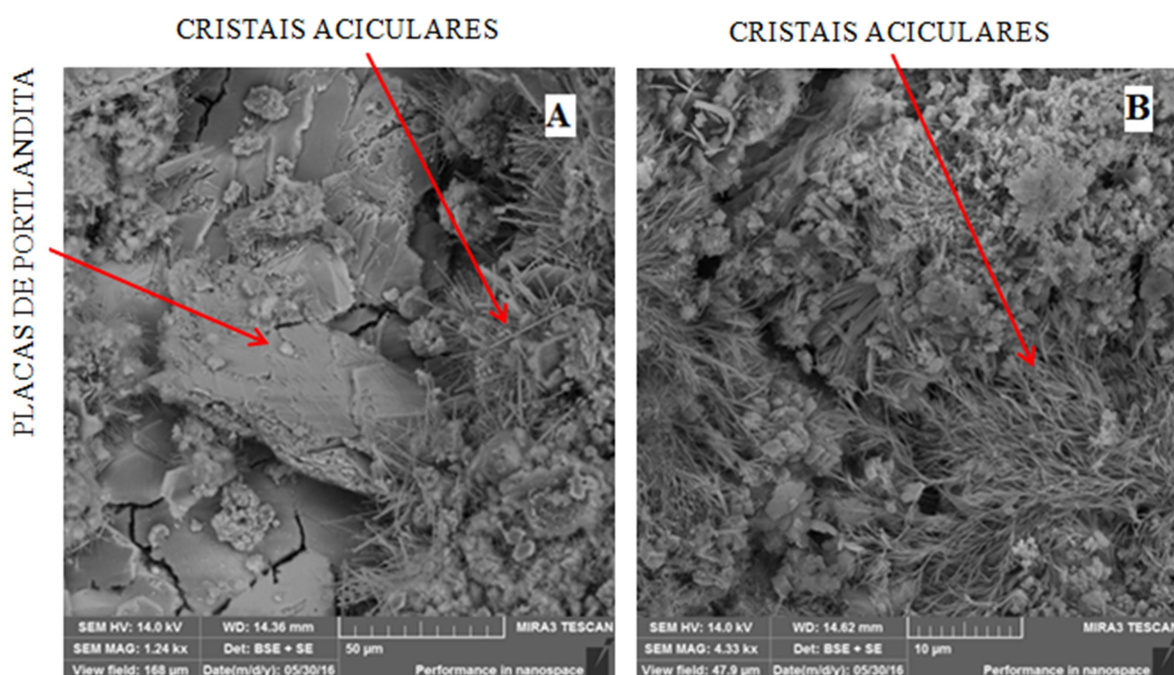 CRISTAIS ACICULARES
CRISTAIS ACICULARES
PLACAS DE PORTLANDITA
A
B
SEM HV: 14.0 kV
WD: 14.36 mm
MIRA3 TESCAN
SEM MAG: 1.24 kx
Det: BSE + SE
50 µm
View field: 168 µm
Date(m/d/y): 05/30/16
Performance in nanospace
SEM HV: 14.0 kV
WD: 14.62 mm
MIRA3 TESCAN
SEM MAG: 4.33 kx
Det: BSE + SE
10 µm
View field: 47.9 µm
Date(m/d/y): 05/30/16
Performance in nanospace